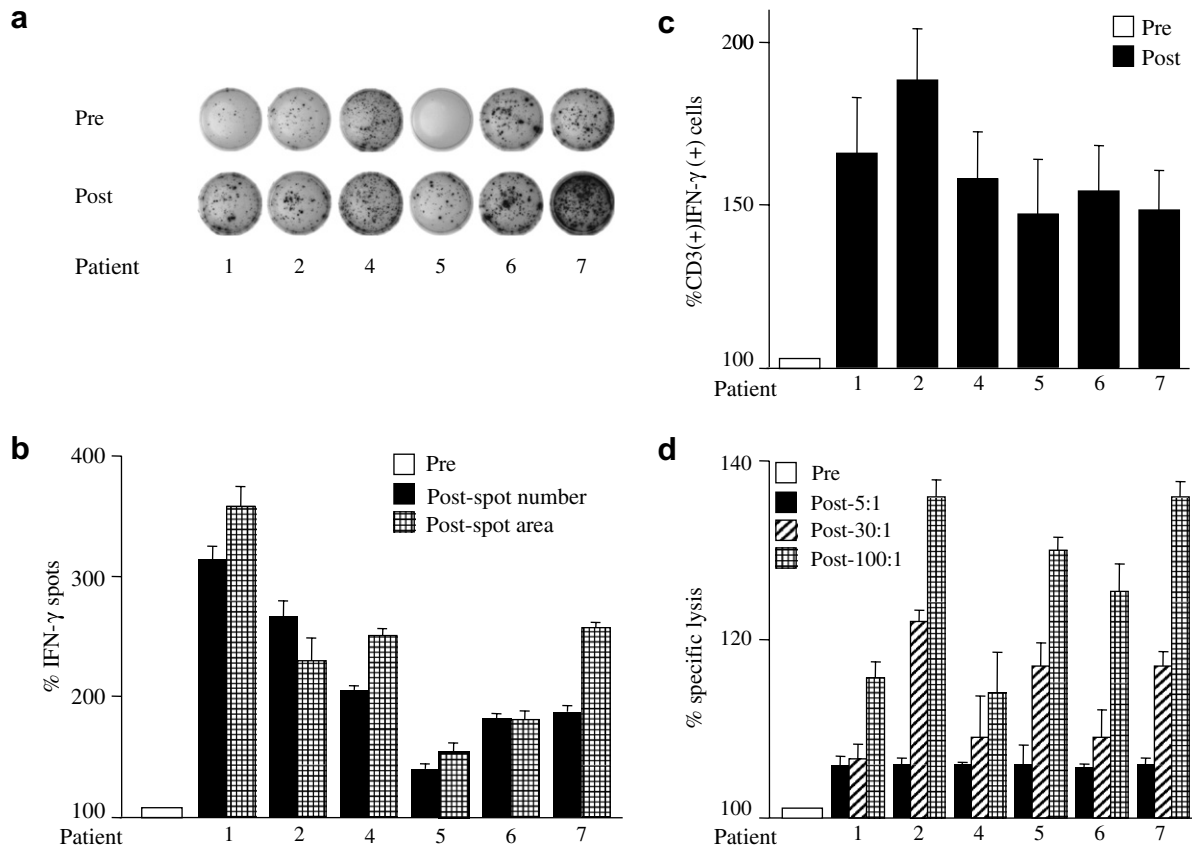 a
Pre
Post
Patient 1 2 4 5 6 7
b
% IFN-γ spots
400
300
200
100
Pre
Post-spot number
Post-spot area
Patient 1 2 4 5 6 7
c
%CD3(+)IFN-γ (+) cells
200
150
100
Pre
Post
Patient 1 2 4 5 6 7
d
% specific lysis
140
120
100
Pre
Post-5:1
Post-30:1
Post-100:1
Patient 1 2 4 5 6 7